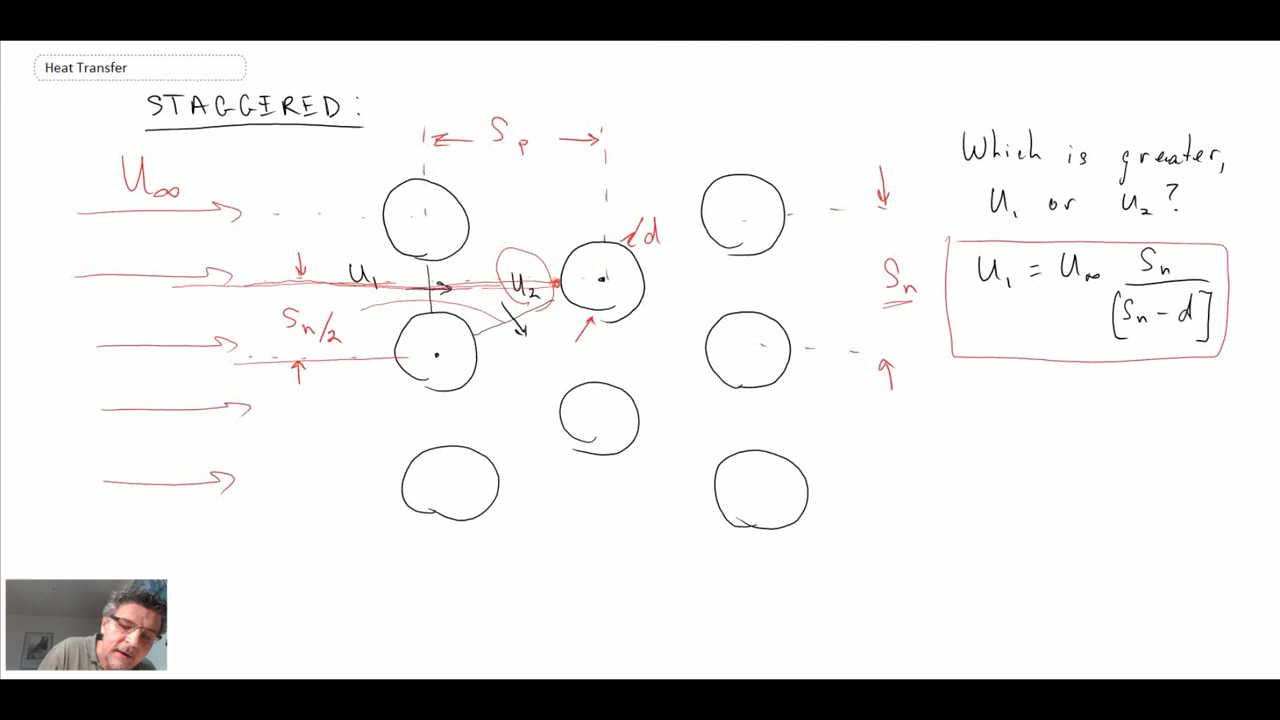 Heat Transfer
STAGGERED:
U∞
Sp
d
U1
U2
Sn/2
Sn
Which is greater,
U1 or U2?
U1 = U∞ Sn
[Sn - d]